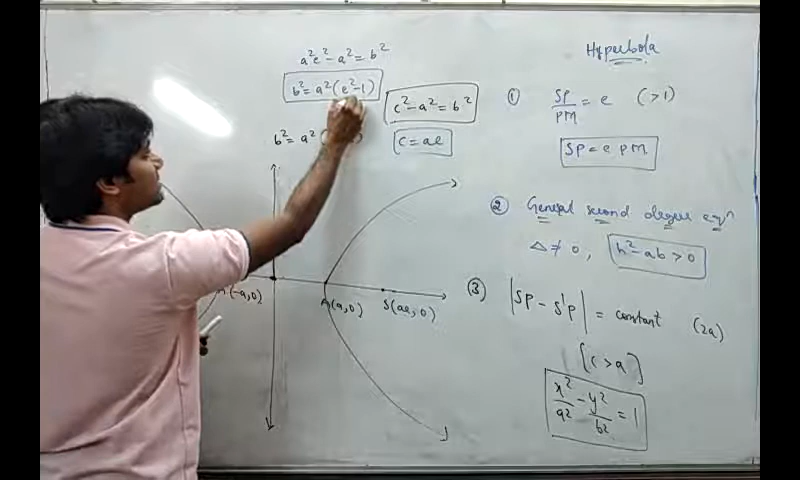 a²e² - a² = b²
b² = a²(e²-1)
c² - a² = b²
b² = a²
c = ae
(-a,0)
A(a,0)
S(ae,0)
Hyperbola
① SP/PM = e (>1)
SP = e PM
② General second degree eqⁿ
Δ ≠ 0, h² - ab > 0
③ |SP - S'P| = constant (2a)
[c > a]
x²/a² - y²/b² = 1